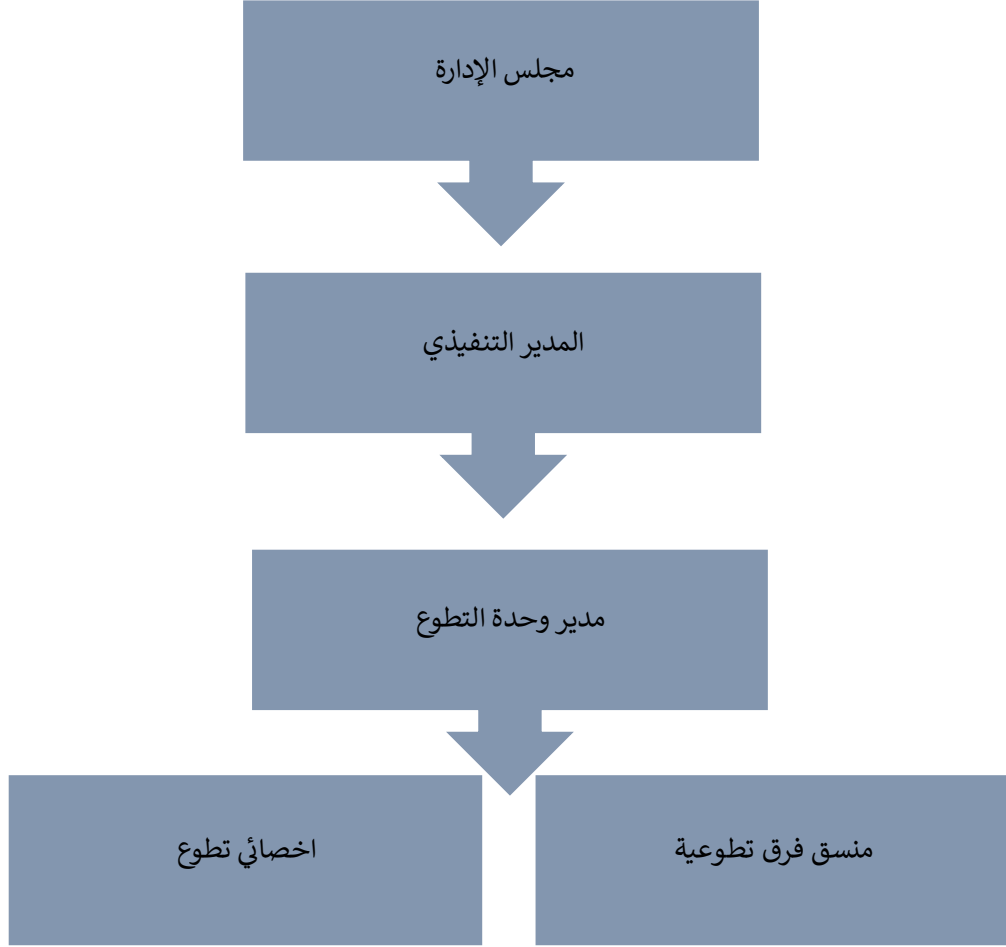 مجلس الإدارة
المدير التنفيذي
مدير وحدة التطوع
منسق فرق تطوعية
اخصائي تطوع